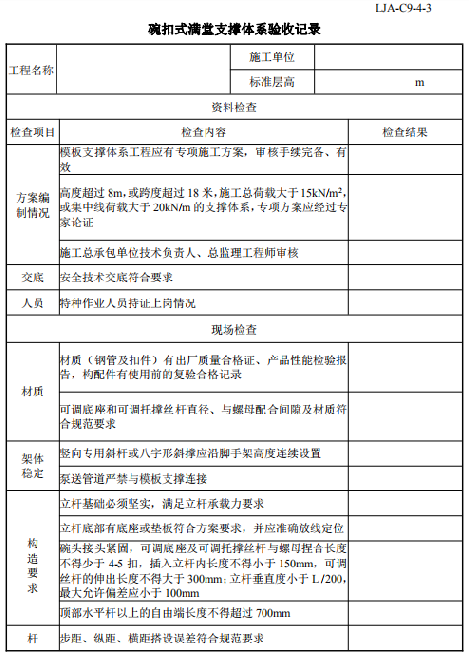 LJA-C9-4-3
碗扣式满堂支撑体系验收记录
工程名称
施工单位
标准层高
m
资料检查
检查项目
检查内容
检查结果
方案编
制情况
模板支撑体系工程应有专项施工方案，审核手续完备、有
效
高度超过 8m，或跨度超过 18 米，施工总荷载大于 15kN/m²，
或集中线荷载大于 20kN/m 的支撑体系，专项方案应经过专
家论证
施工总承包单位技术负责人、总监理工程师审核
交底
安全技术交底符合要求
人员
特种作业人员持证上岗情况
现场检查
材质
材质（钢管及扣件）有出厂质量合格证、产品性能检验报
告，构配件有使用前的复验合格记录
可调底座和可调托撑丝杆直径、与螺母配合间隙及材质符
合规范要求
架体
稳定
竖向专用斜杆或八字形斜撑应沿脚手架高度连续设置
泵送管道严禁与模板支撑连接
构
造
要
求
立杆基础必须坚实，满足立杆承载力要求
立杆底部有底座或垫板符合方案要求，并应准确放线定位
碗头接头紧固，可调底座及可调托撑丝杆与螺母捏合长度
不得少于 4-5 扣，插入立杆内长度不得小于 150mm，可调
丝杆的伸出长度不得大于 300mm；立杆垂直度小于 L/200，
最大允许偏差应小于 100mm
顶部水平杆以上的自由端长度不得超过 700mm
杆
步距、纵距、横距搭设误差符合规范要求